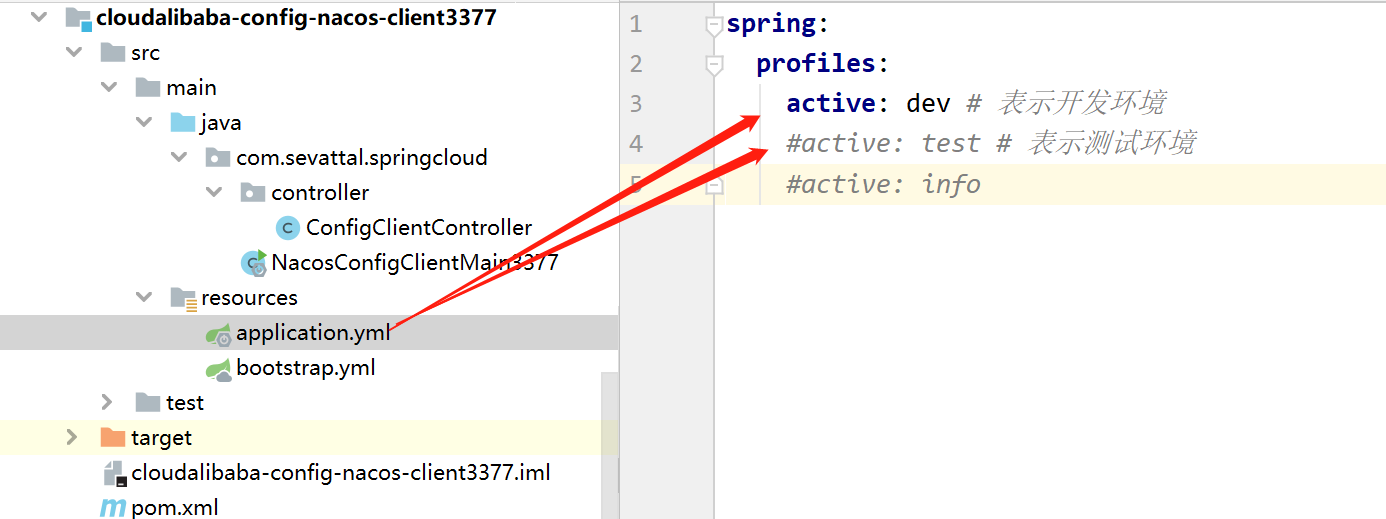 cloudalibaba-config-nacos-client3377
src
main
java
com.sevattal.springcloud
controller
ConfigClientController
NacosConfigClientMain3377
resources
application.yml
bootstrap.yml
test
target
cloudalibaba-config-nacos-client3377.iml
pom.xml
1 spring:
2 profiles:
3 active: dev # 表示开发环境
4 #active: test # 表示测试环境
5 #active: info